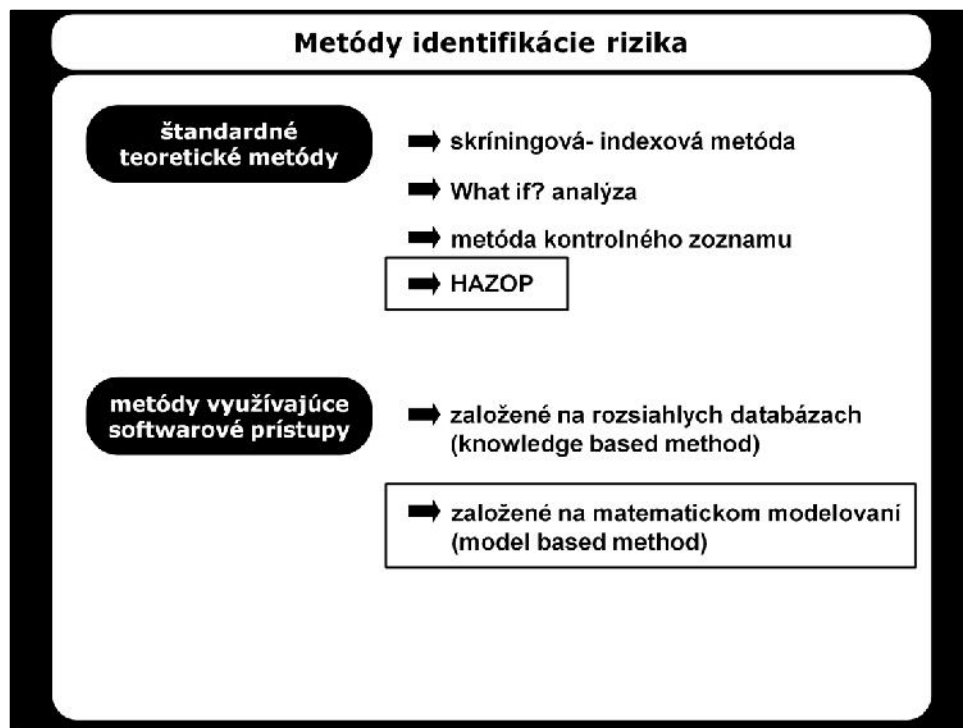 Metódy identifikácie rizika
štandardné
teoretické metódy
skríningová- indexová metóda
What if? analýza
metóda kontrolného zoznamu
HAZOP
metódy využívajúce
softwarové prístupy
založené na rozsiahlych databázach
(knowledge based method)
založené na matematickom modelovaní
(model based method)